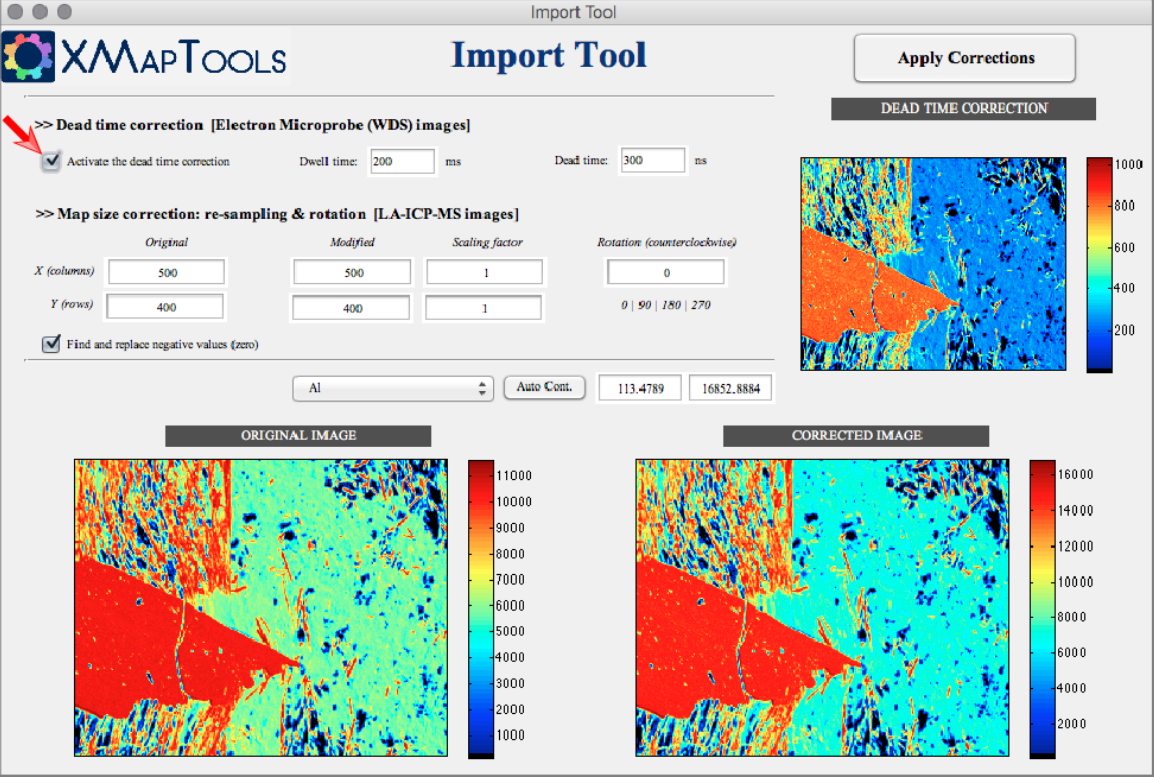 Import Tool
XMapTools
Import Tool
Apply Corrections
DEAD TIME CORRECTION
>> Dead time correction [Electron Microprobe (WDS) images]
Activate the dead time correction Dwell time: 200 ms Dead time: 300 ns
>> Map size correction: re-sampling & rotation [LA-ICP-MS images]
Original Modified Scaling factor Rotation (counterclockwise)
X (columns) 500 500 1 0
Y (rows) 400 400 1 0 | 90 | 180 | 270
Find and replace negative values (zero)
1000
800
600
400
200
Al Auto Cont. 113.4789 16852.8884
ORIGINAL IMAGE
11000
10000
9000
8000
7000
6000
5000
4000
3000
2000
1000
CORRECTED IMAGE
16000
14000
12000
10000
8000
6000
4000
2000